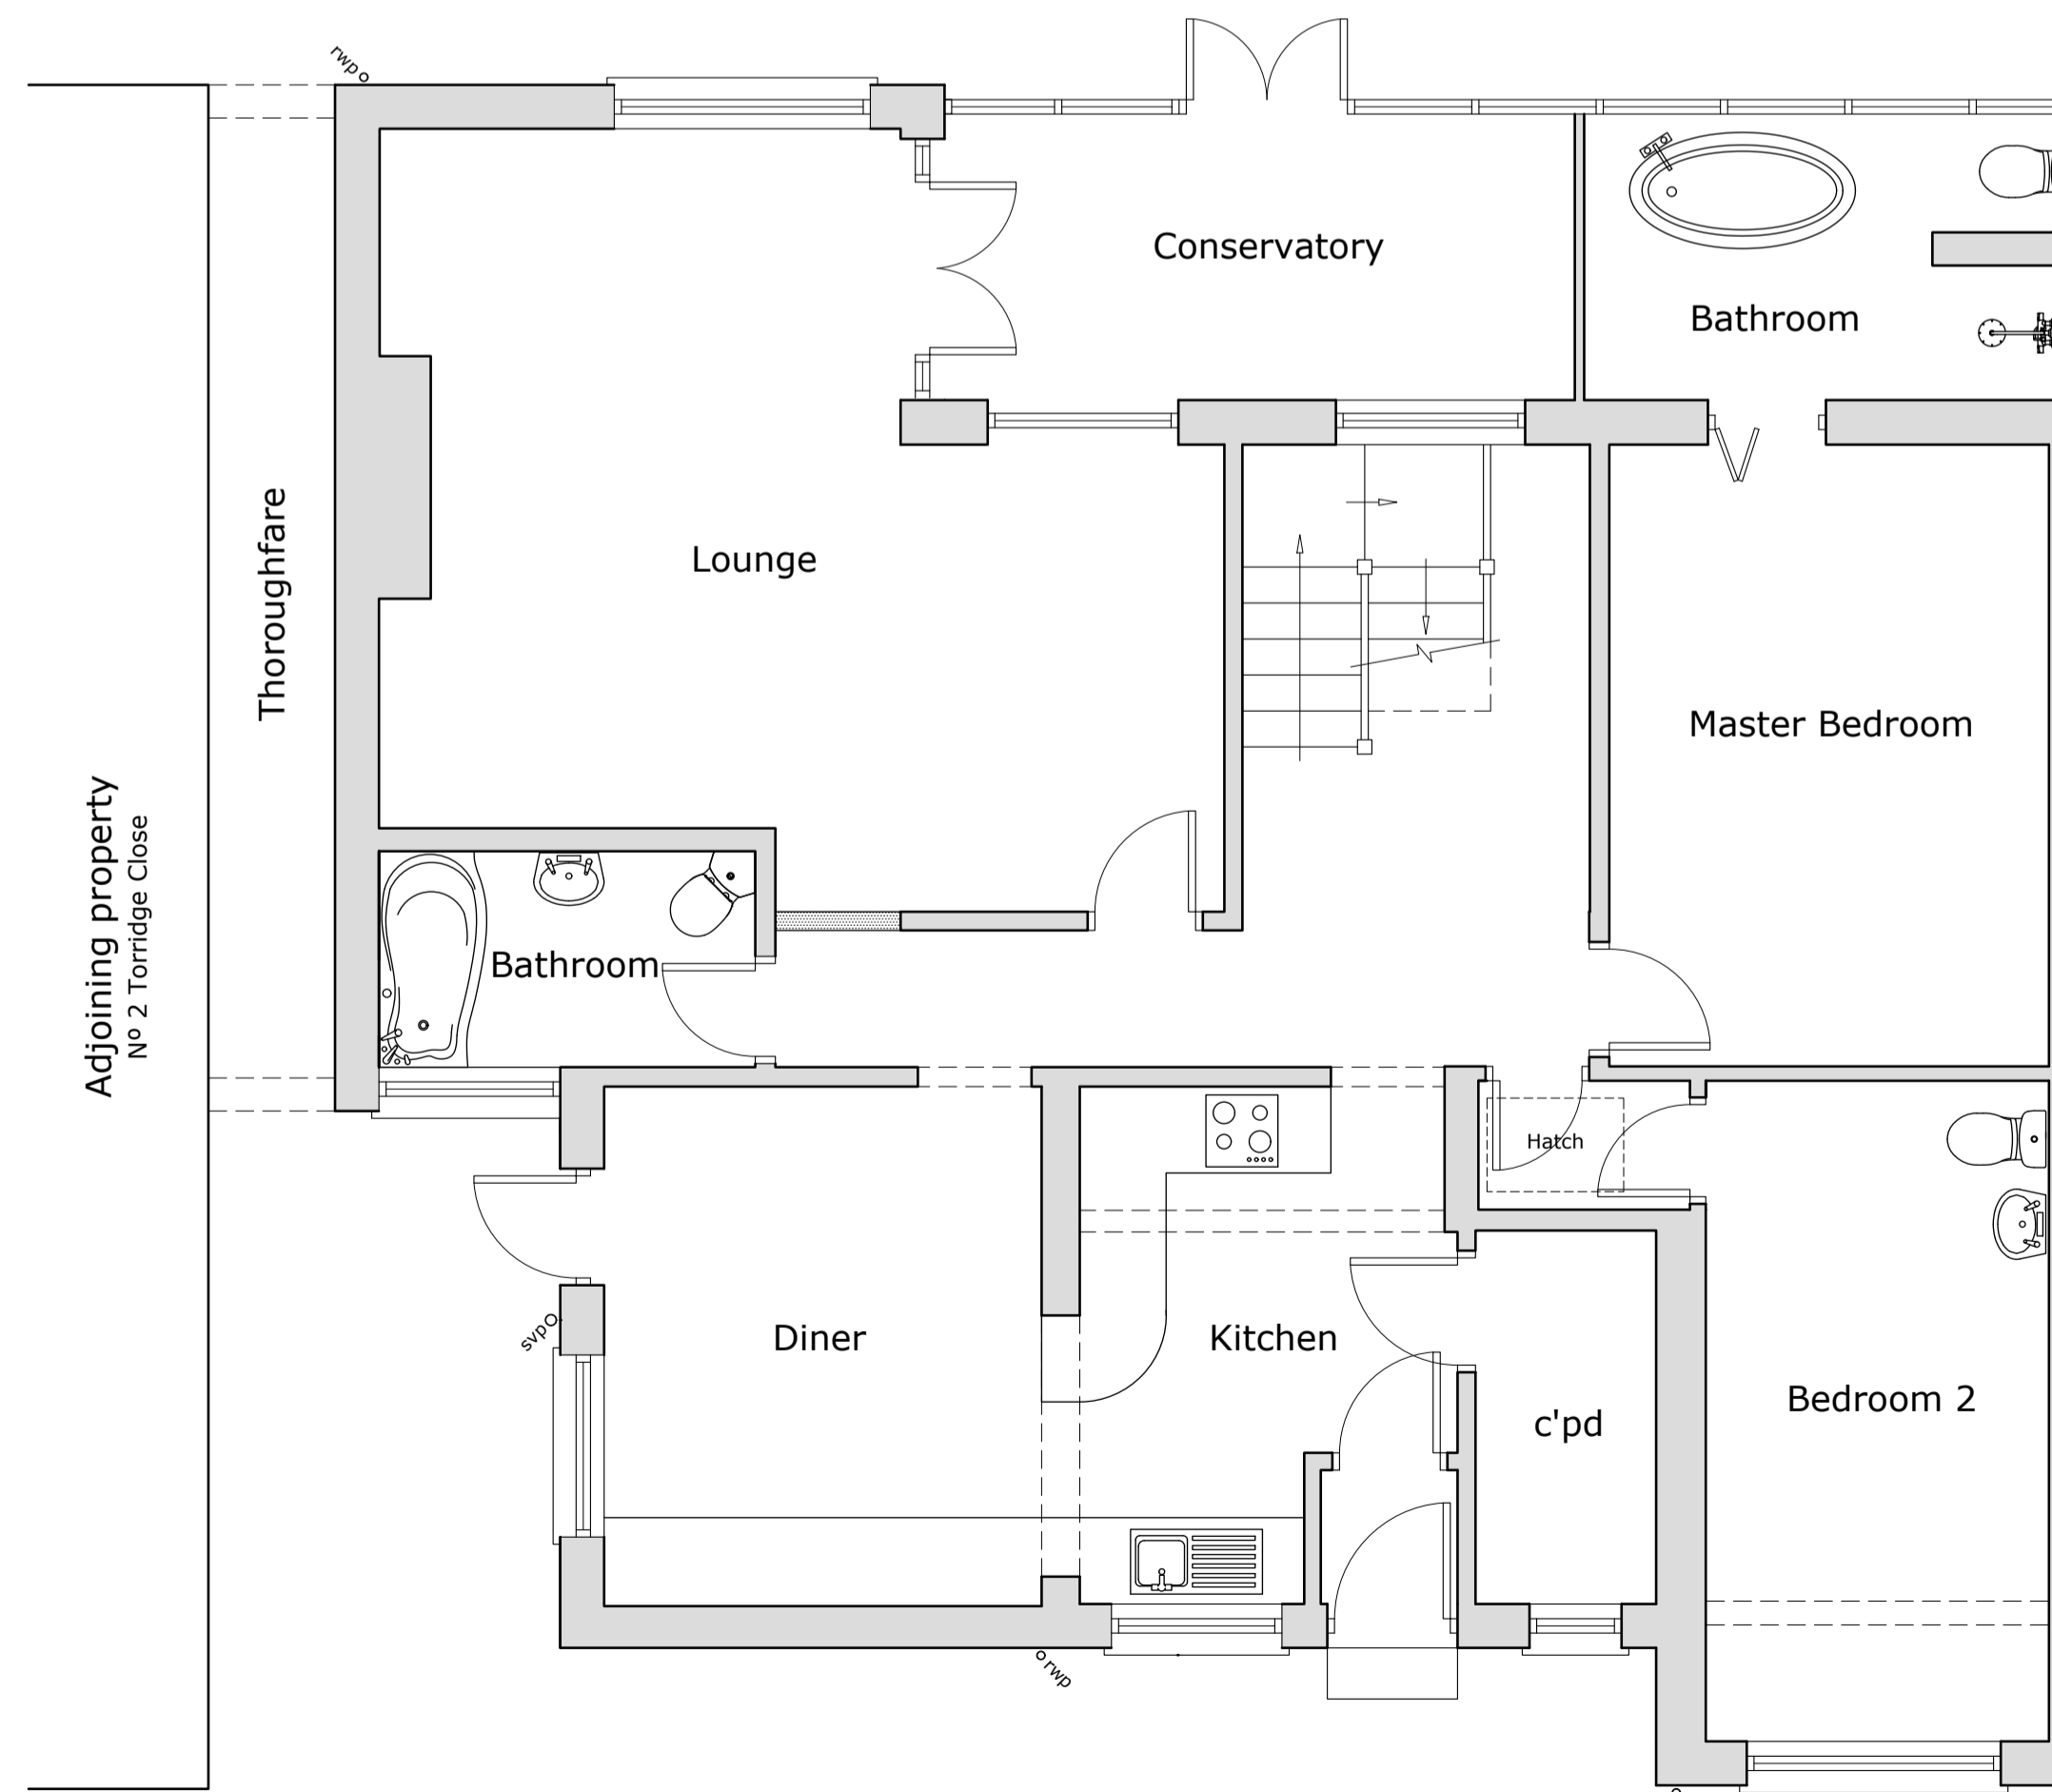 rwp
Conservatory
Bathroom
Lounge
Thoroughfare
Master Bedroom
Adjoining property
Nº 2 Torridge Close
Bathroom
Hatch
svp
Diner
Kitchen
c'pd
Bedroom 2
rwp